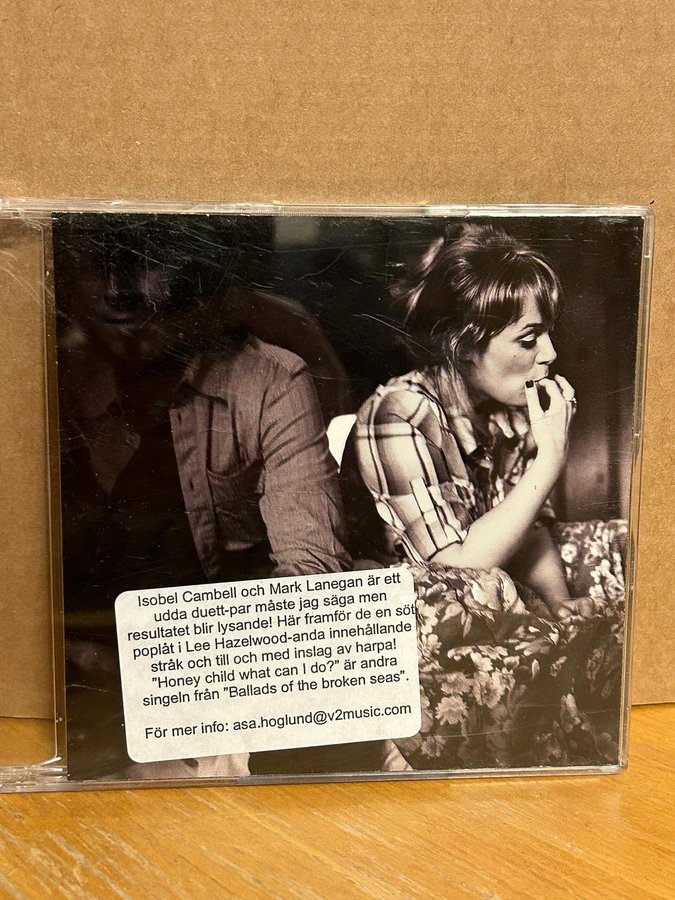 Isobel Cambell och Mark Lanegan är ett
udda duett-par måste jag säga men
resultatet blir lysande! Här framför de en söt
poplåt i Lee Hazelwood-anda innehållande
stråk och till och med inslag av harpa!
"Honey child what can I do?" är andra
singeln från "Ballads of the broken seas".
För mer info: asa.hoglund@v2music.com